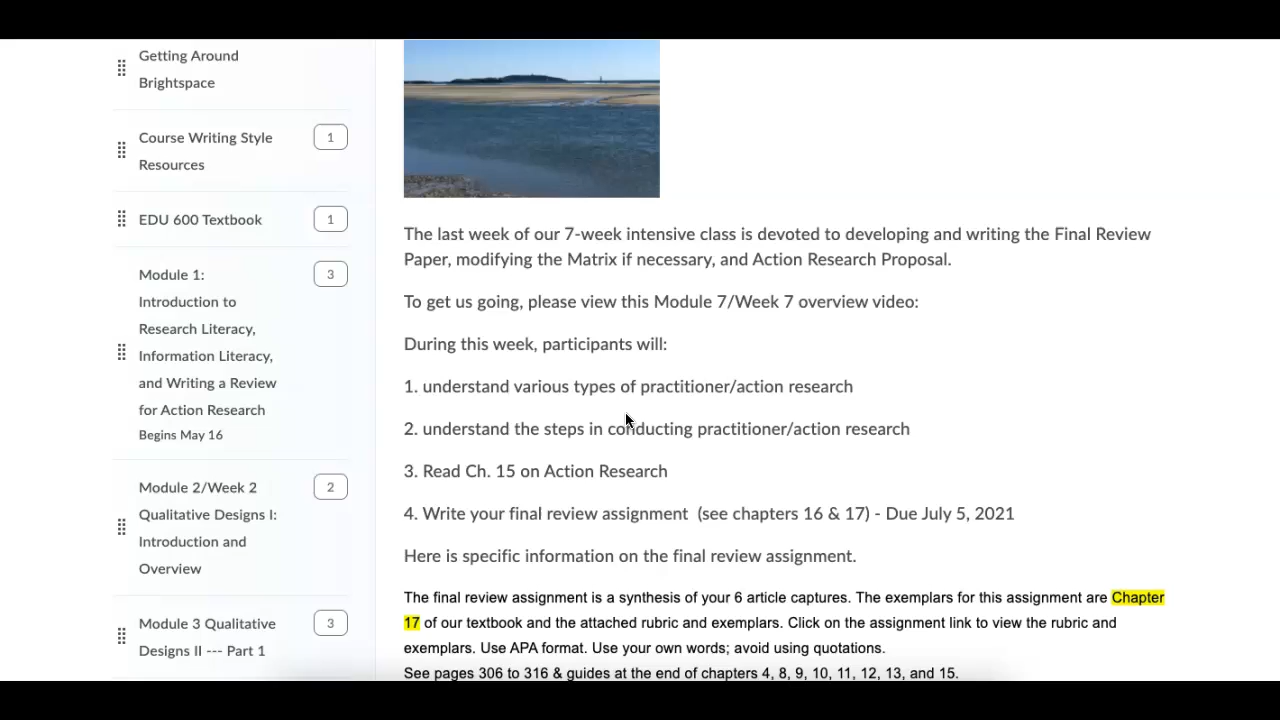 Getting Around
Brightspace
Course Writing Style
Resources
1
EDU 600 Textbook
1
Module 1:
Introduction to
Research Literacy,
Information Literacy,
and Writing a Review
for Action Research
Begins May 16
3
Module 2/Week 2
Qualitative Designs I:
Introduction and
Overview
2
Module 3 Qualitative
Designs II --- Part 1
3
The last week of our 7-week intensive class is devoted to developing and writing the Final Review
Paper, modifying the Matrix if necessary, and Action Research Proposal.
To get us going, please view this Module 7/Week 7 overview video:
During this week, participants will:
1. understand various types of practitioner/action research
2. understand the steps in conducting practitioner/action research
3. Read Ch. 15 on Action Research
4. Write your final review assignment (see chapters 16 & 17) - Due July 5, 2021
Here is specific information on the final review assignment.
The final review assignment is a synthesis of your 6 article captures. The exemplars for this assignment are Chapter
17 of our textbook and the attached rubric and exemplars. Click on the assignment link to view the rubric and
exemplars. Use APA format. Use your own words; avoid using quotations.
See pages 306 to 316 & guides at the end of chapters 4, 8, 9, 10, 11, 12, 13, and 15.